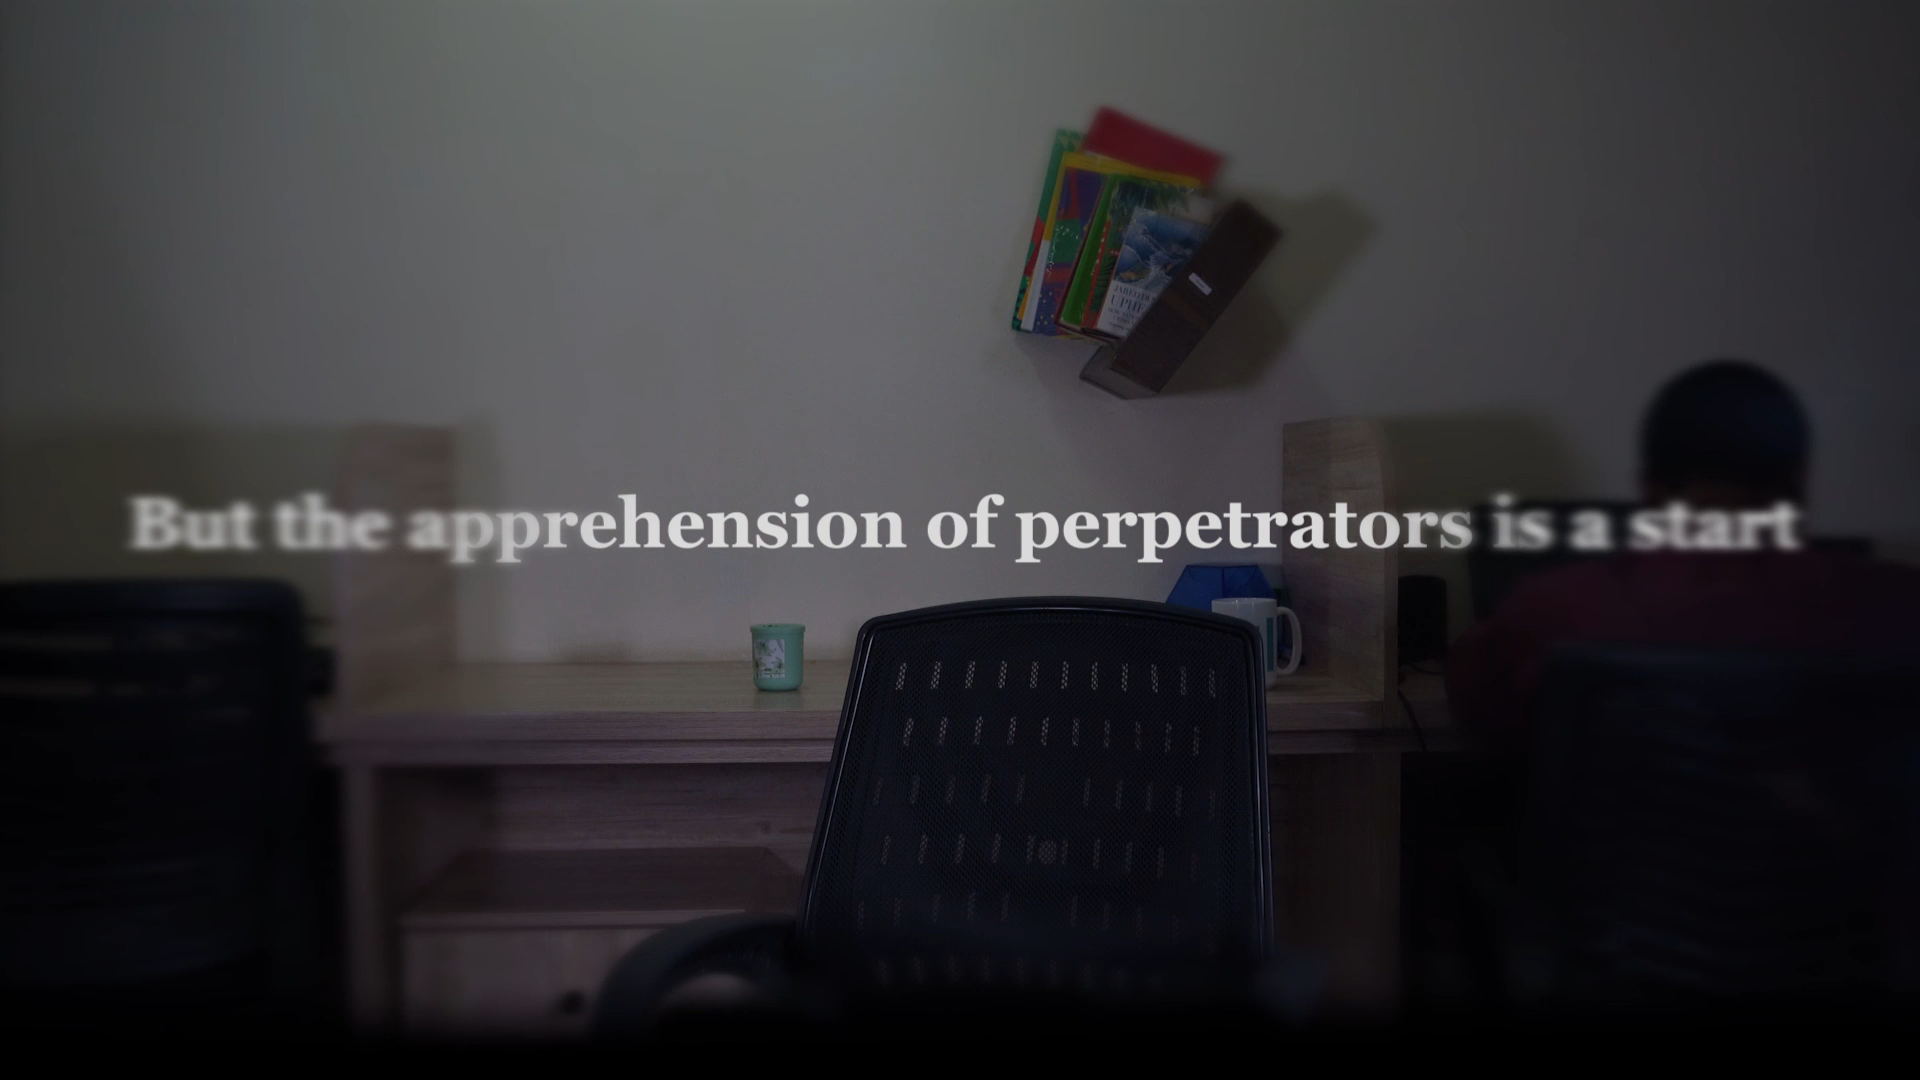 But the apprehension of perpetrators is a start